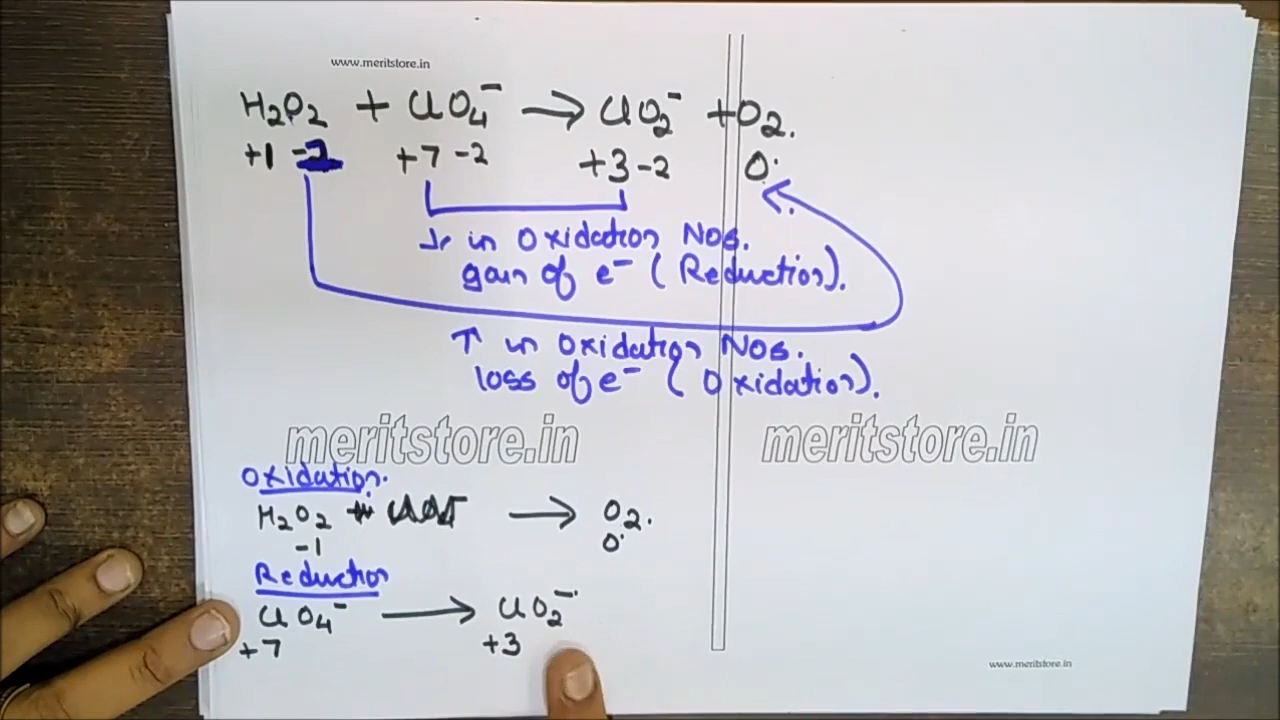 www.meritstore.in
H₂O₂ + ClO₄⁻ → ClO₂⁻ + O₂.
+1 -2 +7 -2 +3 -2 0.
↓ in Oxidation Nos.
gain of e⁻ (Reduction).
↑ in Oxidation Nos.
loss of e⁻ (Oxidation).
meritstore.in meritstore.in
Oxidation.
H₂O₂ → O₂.
-1 0.
Reduction
ClO₄⁻ → ClO₂⁻.
+7 +3
www.meritstore.in